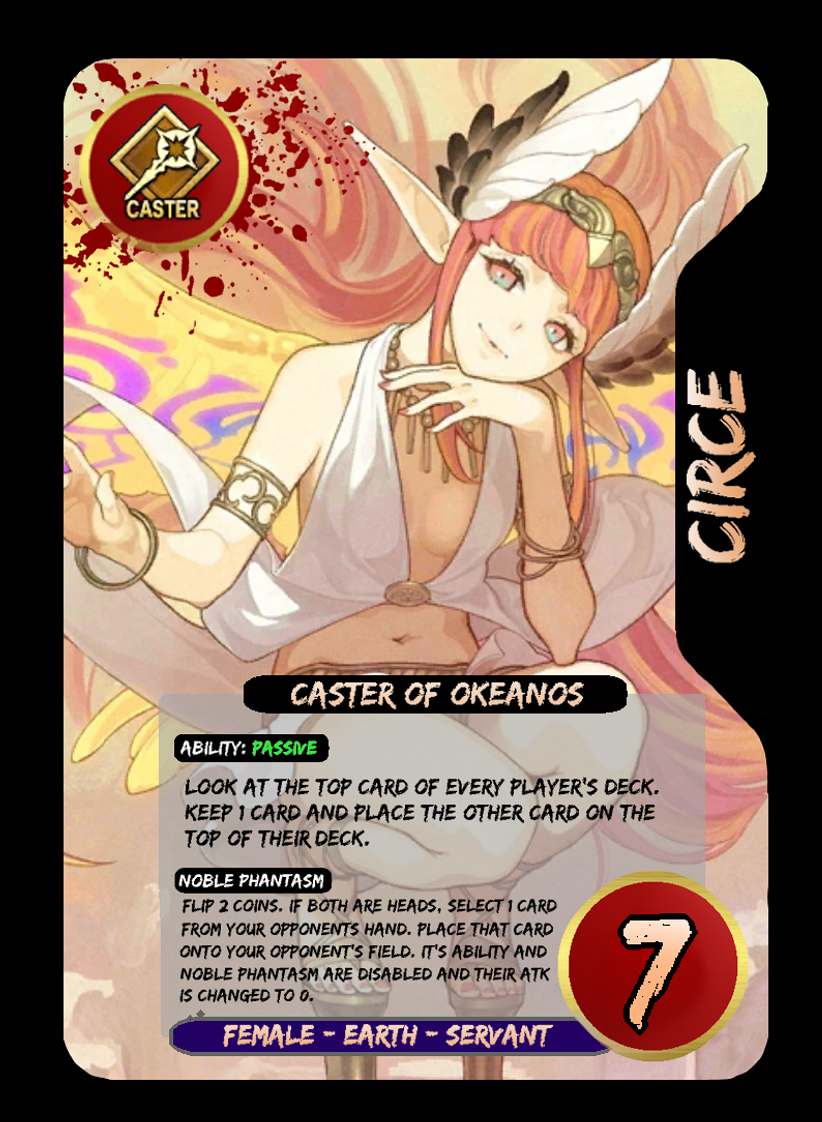 CASTER
CIRCE
CASTER OF OKEANOS
ABILITY: PASSIVE
LOOK AT THE TOP CARD OF EVERY PLAYER'S DECK.
KEEP 1 CARD AND PLACE THE OTHER CARD ON THE
TOP OF THEIR DECK.
NOBLE PHANTASM
FLIP 2 COINS. IF BOTH ARE HEADS, SELECT 1 CARD
FROM YOUR OPPONENTS HAND. PLACE THAT CARD
ONTO YOUR OPPONENT'S FIELD. IT'S ABILITY AND
NOBLE PHANTASM ARE DISABLED AND THEIR ATK
IS CHANGED TO 0.
7
FEMALE - EARTH - SERVANT